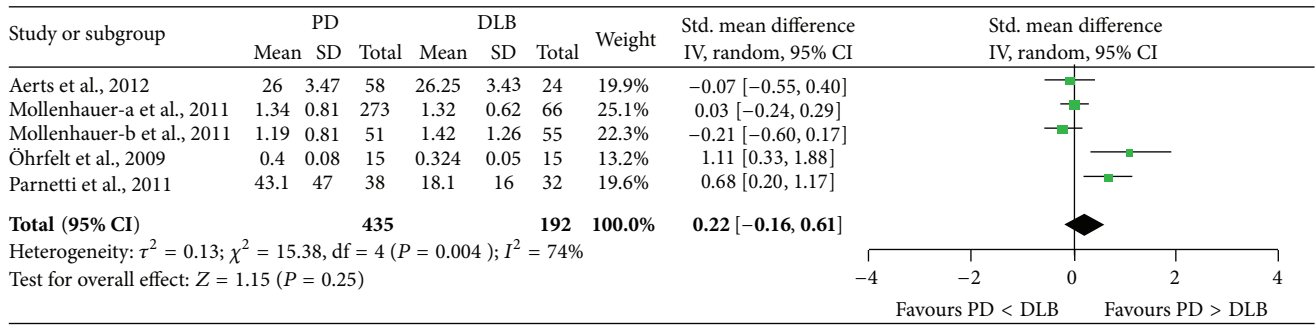 Study or subgroup PD DLB Weight Std. mean difference Std. mean difference
Mean SD Total Mean SD Total IV, random, 95% CI IV, random, 95% CI
Aerts et al., 2012 26 3.47 58 26.25 3.43 24 19.9% −0.07 [−0.55, 0.40]
Mollenhauer-a et al., 2011 1.34 0.81 273 1.32 0.62 66 25.1% 0.03 [−0.24, 0.29]
Mollenhauer-b et al., 2011 1.19 0.81 51 1.42 1.26 55 22.3% −0.21 [−0.60, 0.17]
Öhrfelt et al., 2009 0.4 0.08 15 0.324 0.05 15 13.2% 1.11 [0.33, 1.88]
Parnetti et al., 2011 43.1 47 38 18.1 16 32 19.6% 0.68 [0.20, 1.17]
Total (95% CI) 435 192 100.0% 0.22 [−0.16, 0.61]
Heterogeneity: τ² = 0.13; χ² = 15.38, df = 4 (P = 0.004 ); I² = 74%
Test for overall effect: Z = 1.15 (P = 0.25)
−4 −2 0 2 4
Favours PD < DLB Favours PD > DLB